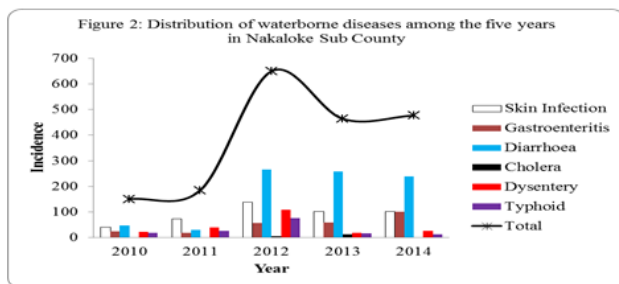 Figure 2: Distribution of waterborne diseases among the five years
in Nakaloke Sub County
700
600
500
400
300
200
100
0
Incidence
2010
2011
2012
2013
2014
Year
Skin Infection
Gastroenteritis
Diarrhoea
Cholera
Dysentery
Typhoid
Total